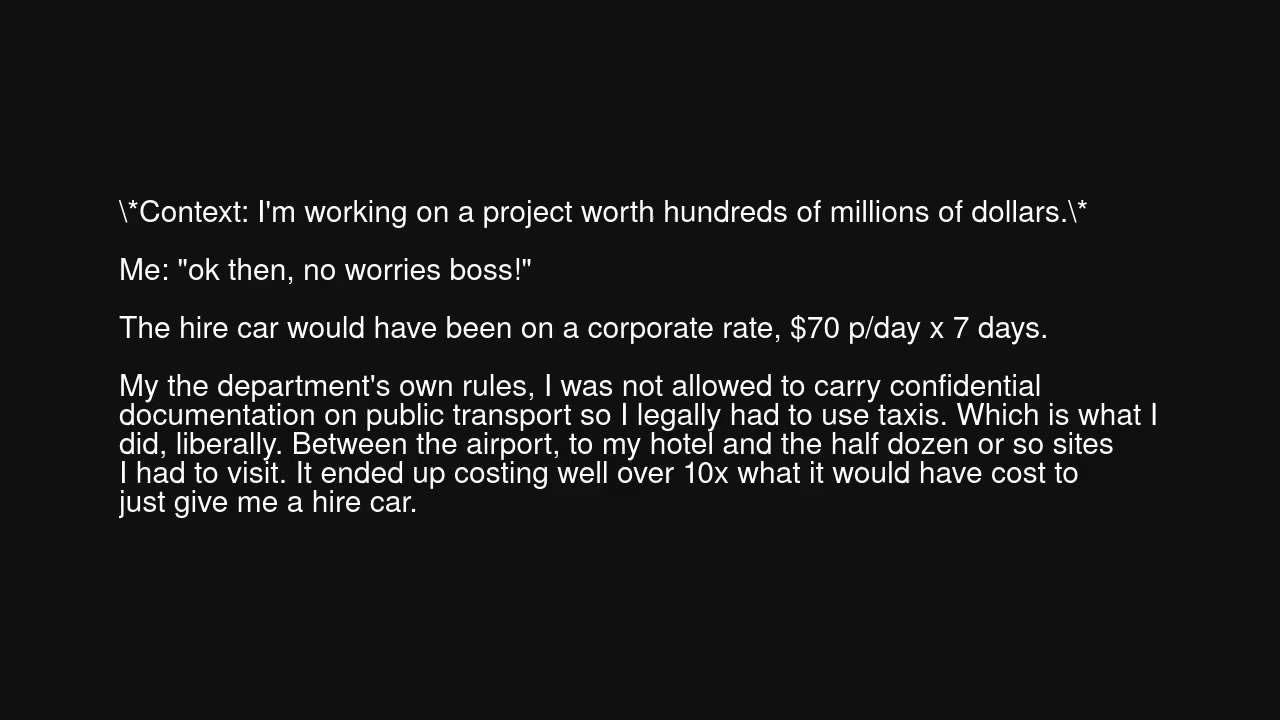 \*Context: I'm working on a project worth hundreds of millions of dollars.\*
Me: "ok then, no worries boss!"
The hire car would have been on a corporate rate, $70 p/day x 7 days.
My the department's own rules, I was not allowed to carry confidential
documentation on public transport so I legally had to use taxis. Which is what I
did, liberally. Between the airport, to my hotel and the half dozen or so sites
I had to visit. It ended up costing well over 10x what it would have cost to
just give me a hire car.